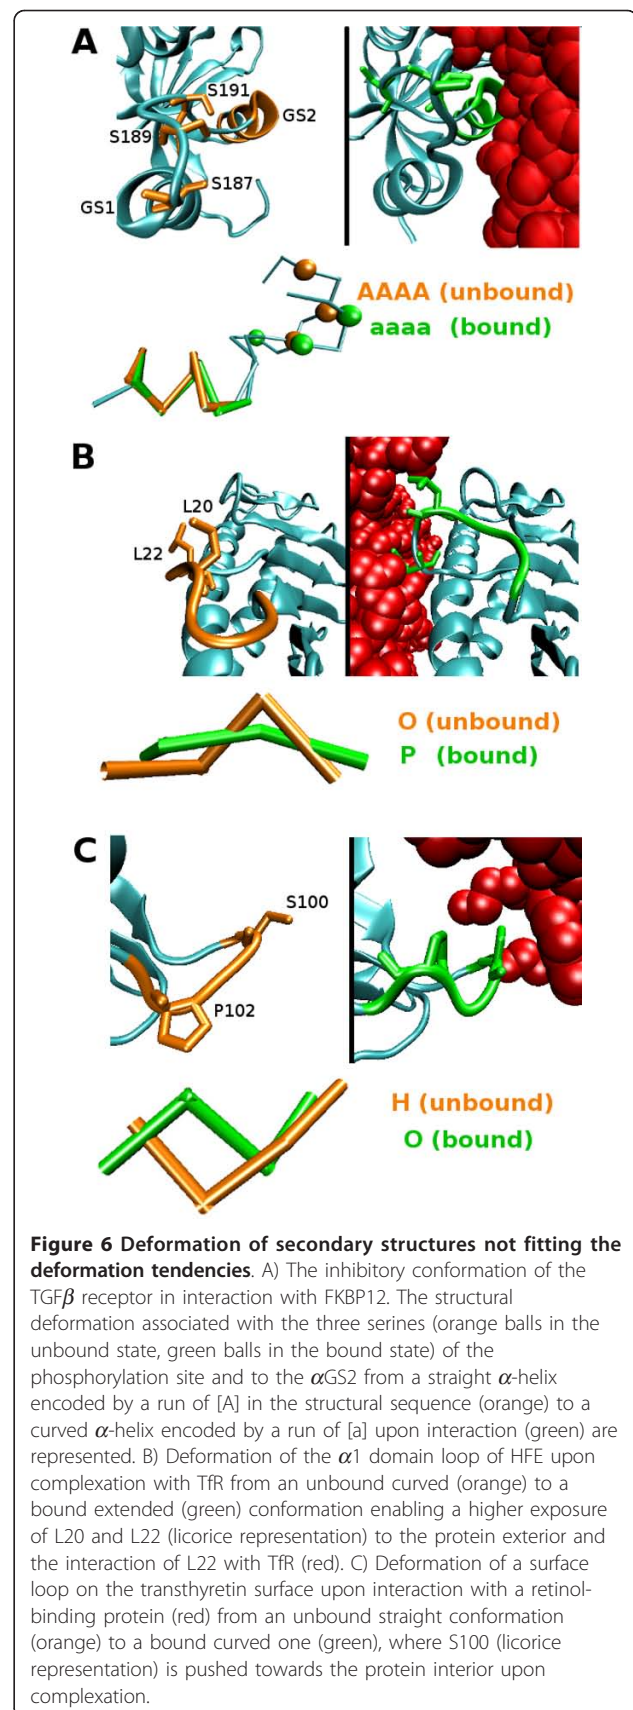 A
S191
GS2
S189
S187
GS1
AAAA (unbound)
aaaa (bound)
B
L20
L22
O (unbound)
P (bound)
C
S100
P102
H (unbound)
O (bound)
Figure 6 Deformation of secondary structures not fitting the
deformation tendencies. A) The inhibitory conformation of the
TGFβ receptor in interaction with FKBP12. The structural
deformation associated with the three serines (orange balls in the
unbound state, green balls in the bound state) of the
phosphorylation site and to the αGS2 from a straight α-helix
encoded by a run of [A] in the structural sequence (orange) to a
curved α-helix encoded by a run of [a] upon interaction (green) are
represented. B) Deformation of the α1 domain loop of HFE upon
complexation with TfR from an unbound curved (orange) to a
bound extended (green) conformation enabling a higher exposure
of L20 and L22 (licorice representation) to the protein exterior and
the interaction of L22 with TfR (red). C) Deformation of a surface
loop on the transthyretin surface upon interaction with a retinol-
binding protein (red) from an unbound straight conformation
(orange) to a bound curved one (green), where S100 (licorice
representation) is pushed towards the protein interior upon
complexation.